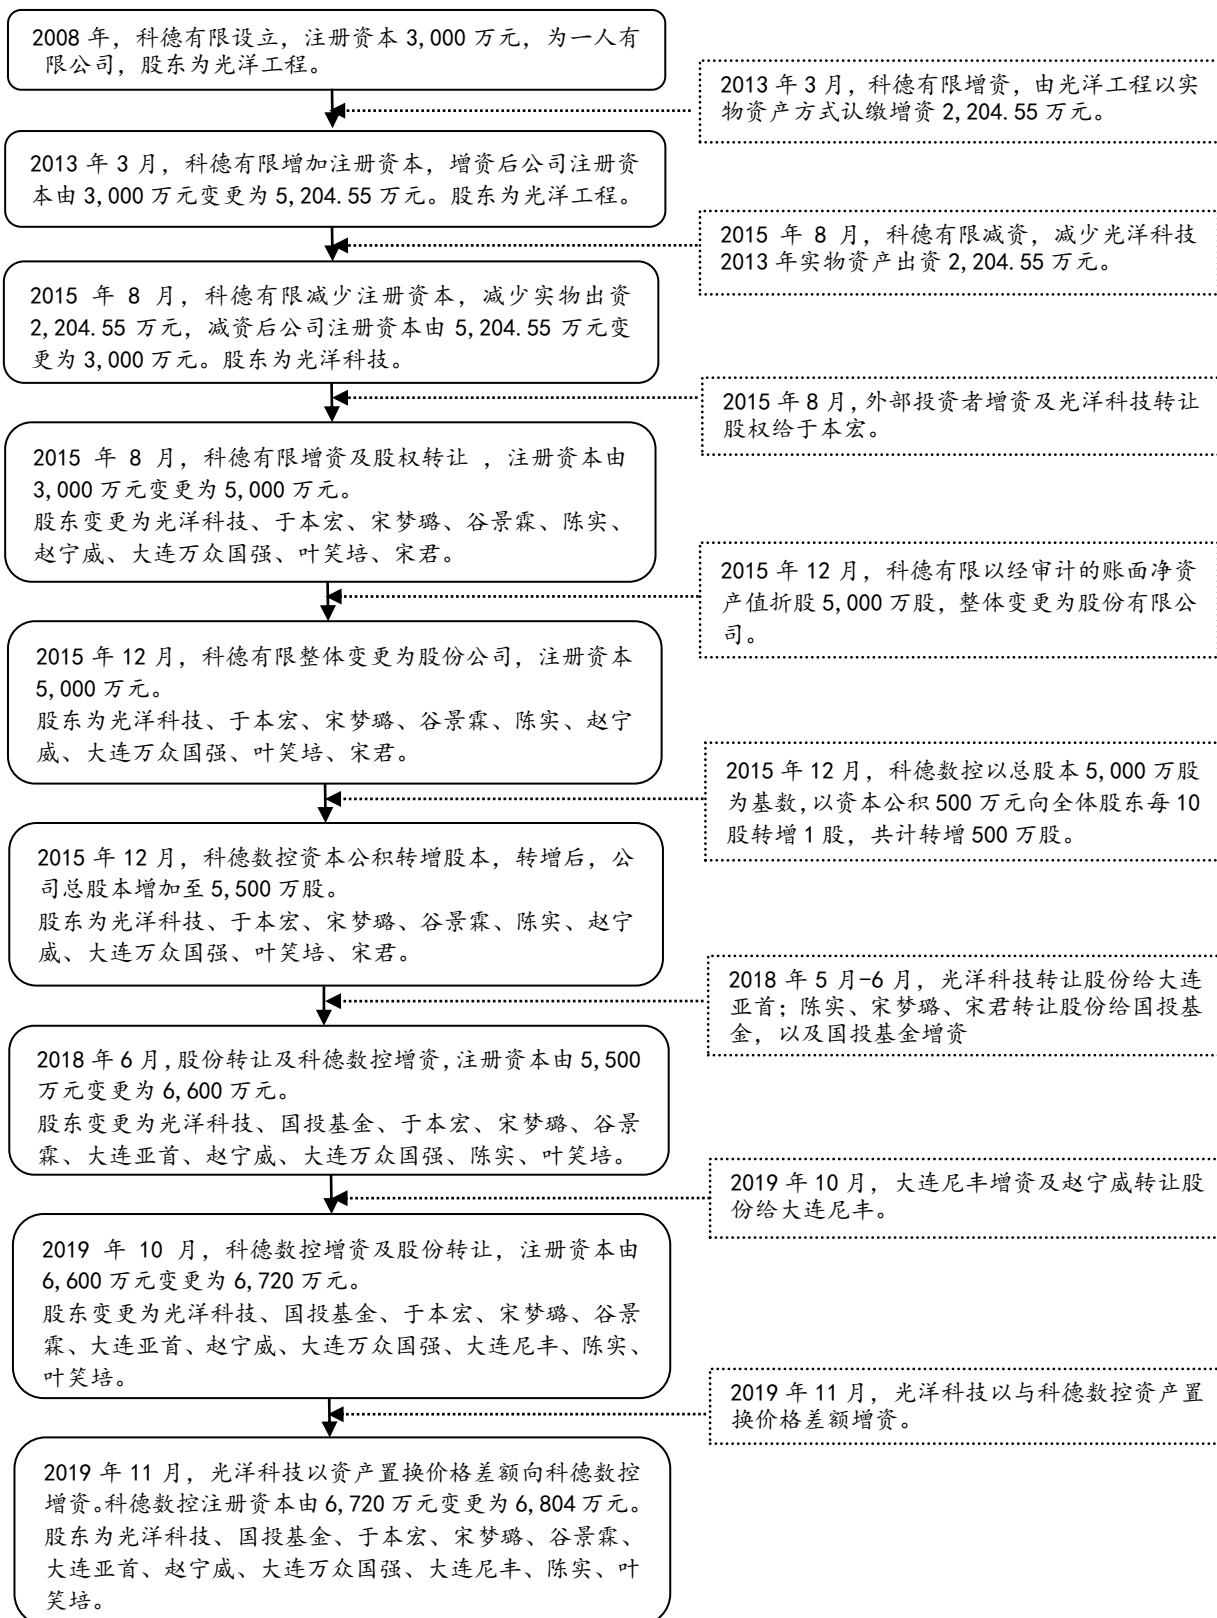 2008 年，科德有限设立，注册资本 3,000 万元，为一人有
限公司，股东为光洋工程。
2013 年 3 月，科德有限增资，由光洋工程以实
物资产方式认缴增资 2,204.55 万元。
2013 年 3 月，科德有限增加注册资本，增资后公司注册资
本由 3,000 万元变更为 5,204.55 万元。股东为光洋工程。
2015 年 8 月，科德有限减资，减少光洋科技
2013 年实物资产出资 2,204.55 万元。
2015 年 8 月，科德有限减少注册资本，减少实物出资
2,204.55 万元，减资后公司注册资本由 5,204.55 万元变
更为 3,000 万元。股东为光洋科技。
2015 年 8 月，外部投资者增资及光洋科技转让
股权给于本宏。
2015 年 8 月，科德有限增资及股权转让 ，注册资本由
3,000 万元变更为 5,000 万元。
股东变更为光洋科技、于本宏、宋梦璐、谷景霖、陈实、
赵宁威、大连万众国强、叶笑培、宋君。
2015 年 12 月，科德有限以经审计的账面净资
产值折股 5,000 万股，整体变更为股份有限公
司。
2015 年 12 月，科德有限整体变更为股份公司，注册资本
5,000 万元。
股东为光洋科技、于本宏、宋梦璐、谷景霖、陈实、赵宁
威、大连万众国强、叶笑培、宋君。
2015 年 12 月，科德数控以总股本 5,000 万股
为基数，以资本公积 500 万元向全体股东每 10
股转增 1 股，共计转增 500 万股。
2015 年 12 月，科德数控资本公积转增股本，转增后，公
司总股本增加至 5,500 万股。
股东为光洋科技、于本宏、宋梦璐、谷景霖、陈实、赵宁
威、大连万众国强、叶笑培、宋君。
2018 年 5 月-6 月，光洋科技转让股份给大连
亚首；陈实、宋梦璐、宋君转让股份给国投基
金，以及国投基金增资
2018 年 6 月，股份转让及科德数控增资，注册资本由 5,500
万元变更为 6,600 万元。
股东变更为光洋科技、国投基金、于本宏、宋梦璐、谷景
霖、大连亚首、赵宁威、大连万众国强、陈实、叶笑培。
2019 年 10 月，大连尼丰增资及赵宁威转让股
份给大连尼丰。
2019 年 10 月，科德数控增资及股份转让，注册资本由
6,600 万元变更为 6,720 万元。
股东变更为光洋科技、国投基金、于本宏、宋梦璐、谷景
霖、大连亚首、赵宁威、大连万众国强、大连尼丰、陈实、
叶笑培。
2019 年 11 月，光洋科技以与科德数控资产置
换价格差额增资。
2019 年 11 月，光洋科技以资产置换价格差额向科德数控
增资。科德数控注册资本由 6,720 万元变更为 6,804 万元。
股东为光洋科技、国投基金、于本宏、宋梦璐、谷景霖、
大连亚首、赵宁威、大连万众国强、大连尼丰、陈实、叶
笑培。